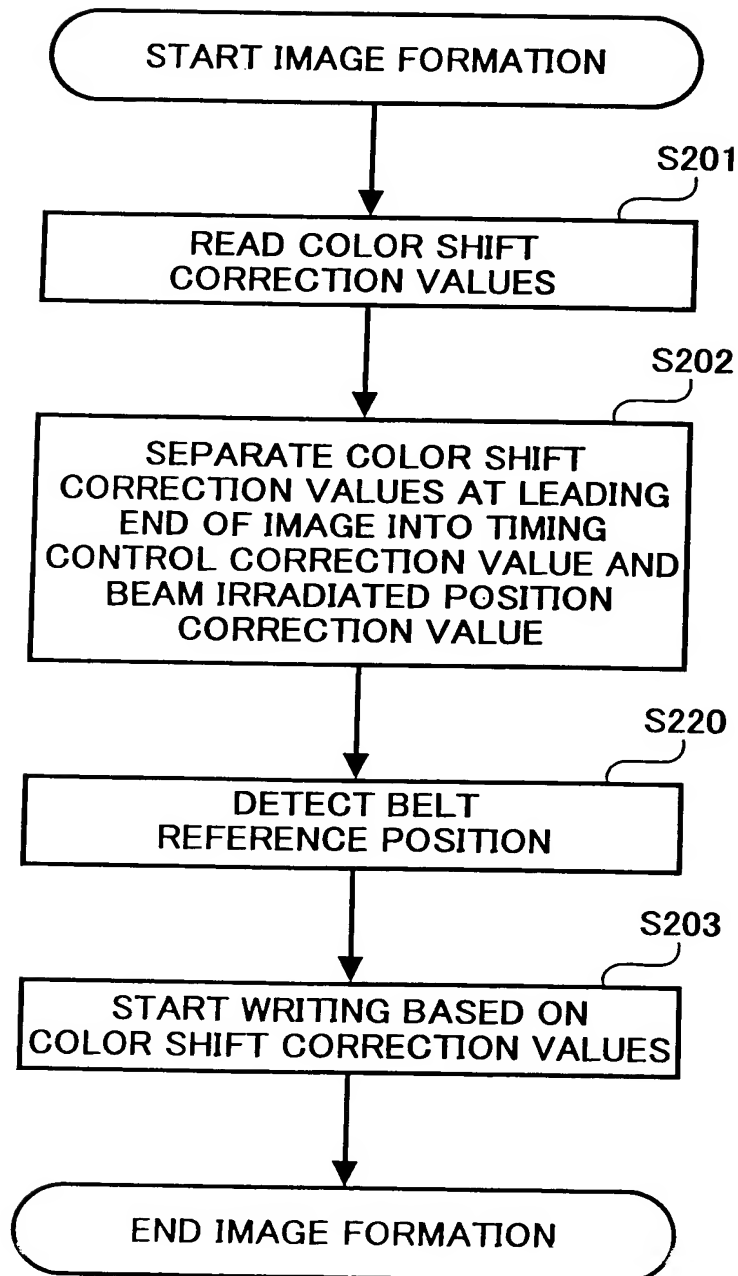 START IMAGE FORMATION
S201
READ COLOR SHIFT
CORRECTION VALUES
S202
SEPARATE COLOR SHIFT
CORRECTION VALUES AT LEADING
END OF IMAGE INTO TIMING
CONTROL CORRECTION VALUE AND
BEAM IRRADIATED POSITION
CORRECTION VALUE
S220
DETECT BELT
REFERENCE POSITION
S203
START WRITING BASED ON
COLOR SHIFT CORRECTION VALUES
END IMAGE FORMATION